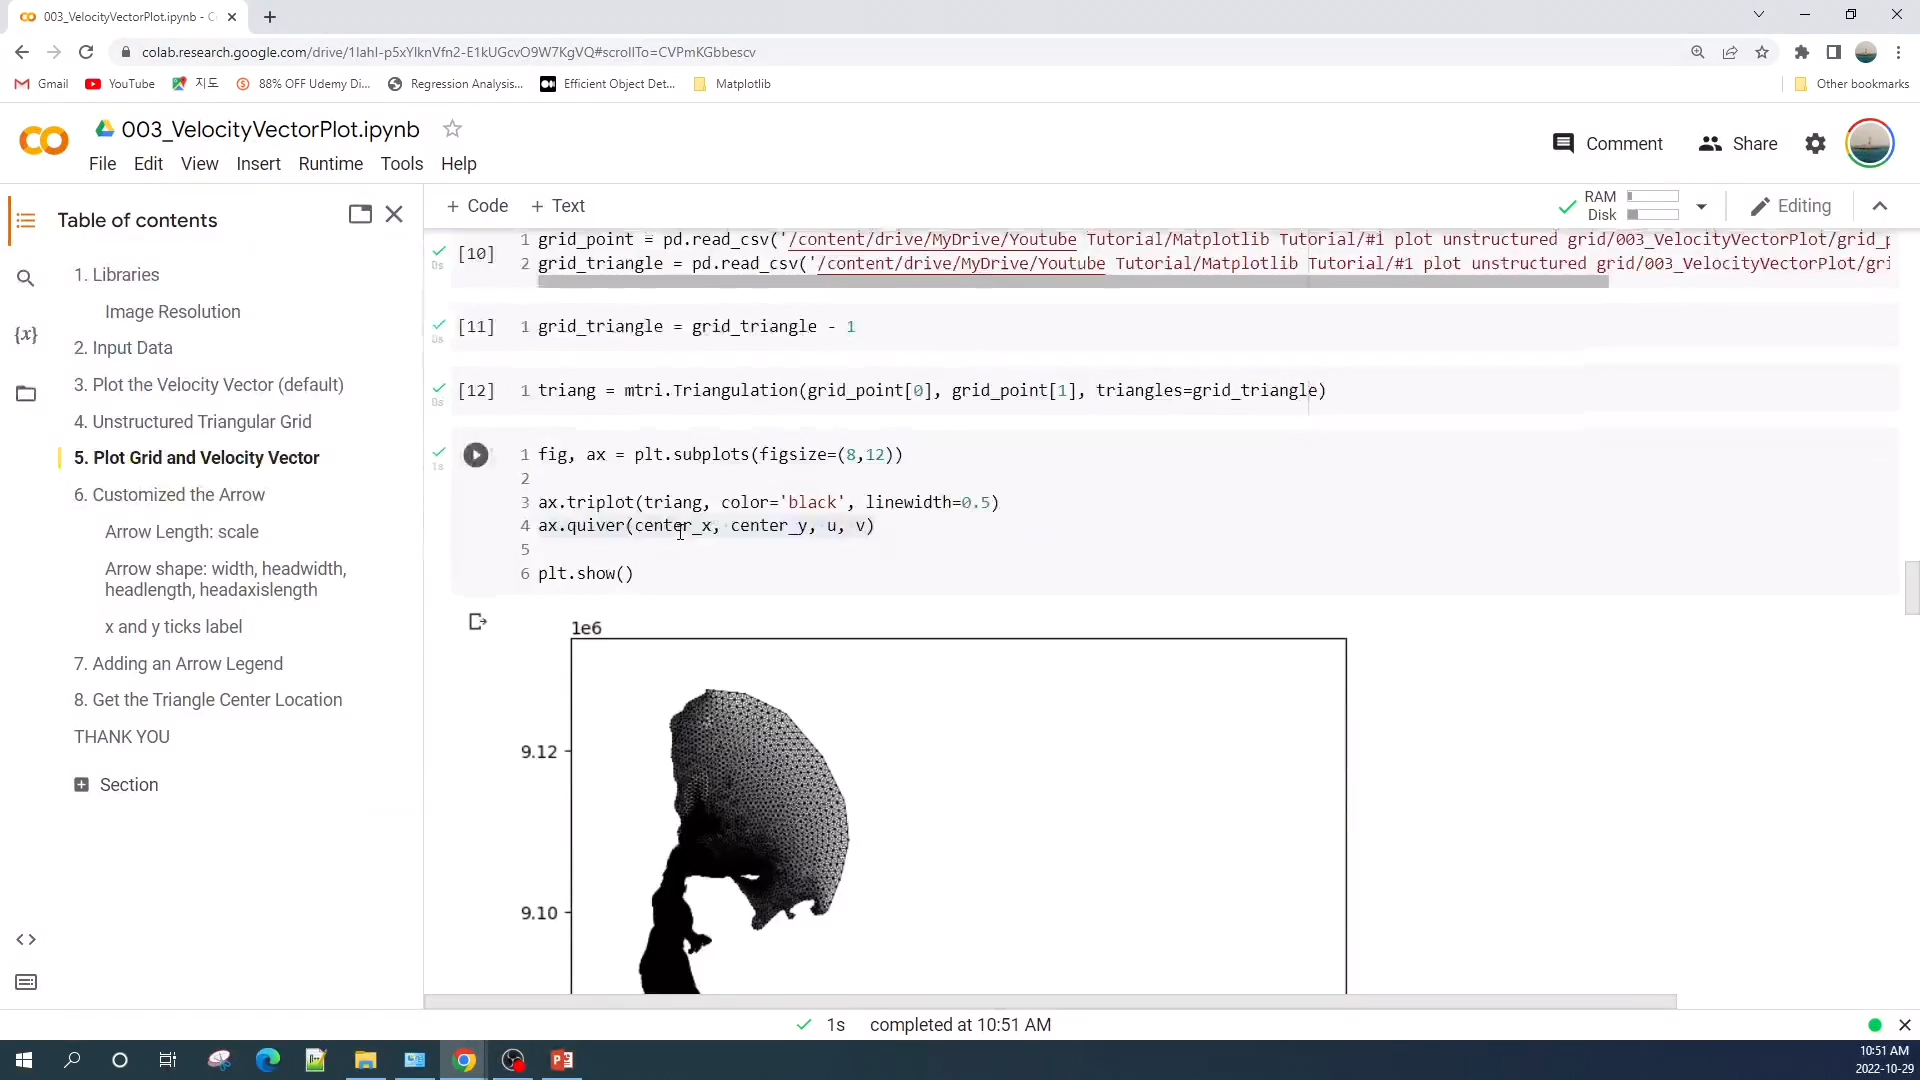 003_VelocityVectorPlot.ipynb - C
colab.research.google.com/drive/1IahI-p5xYlknVfn2-E1kUGcvO9W7KgVQ#scrollTo=CVPmKGbbescv
Gmail YouTube 지도 88% OFF Udemy Di... Regression Analysis... Efficient Object Det... Matplotlib Other bookmarks
003_VelocityVectorPlot.ipynb
Comment Share
File Edit View Insert Runtime Tools Help
Table of contents
1. Libraries
Image Resolution
2. Input Data
3. Plot the Velocity Vector (default)
4. Unstructured Triangular Grid
5. Plot Grid and Velocity Vector
6. Customized the Arrow
Arrow Length: scale
Arrow shape: width, headwidth,
headlength, headaxislength
x and y ticks label
7. Adding an Arrow Legend
8. Get the Triangle Center Location
THANK YOU
Section
+ Code + Text
RAM
Disk
Editing
[10] 0s
1 grid_point = pd.read_csv('/content/drive/MyDrive/Youtube Tutorial/Matplotlib Tutorial/#1 plot unstructured grid/003_VelocityVectorPlot/grid_p
2 grid_triangle = pd.read_csv('/content/drive/MyDrive/Youtube Tutorial/Matplotlib Tutorial/#1 plot unstructured grid/003_VelocityVectorPlot/gri
[11] 1 grid_triangle = grid_triangle - 1
0s
[12] 1 triang = mtri.Triangulation(grid_point[0], grid_point[1], triangles=grid_triangle)
0s
1 fig, ax = plt.subplots(figsize=(8,12))
1s
2
3 ax.triplot(triang, color='black', linewidth=0.5)
4 ax.quiver(center_x, center_y, u, v)
5
6 plt.show()
1e6
9.12
9.10
1s completed at 10:51 AM
10:51 AM
2022-10-29